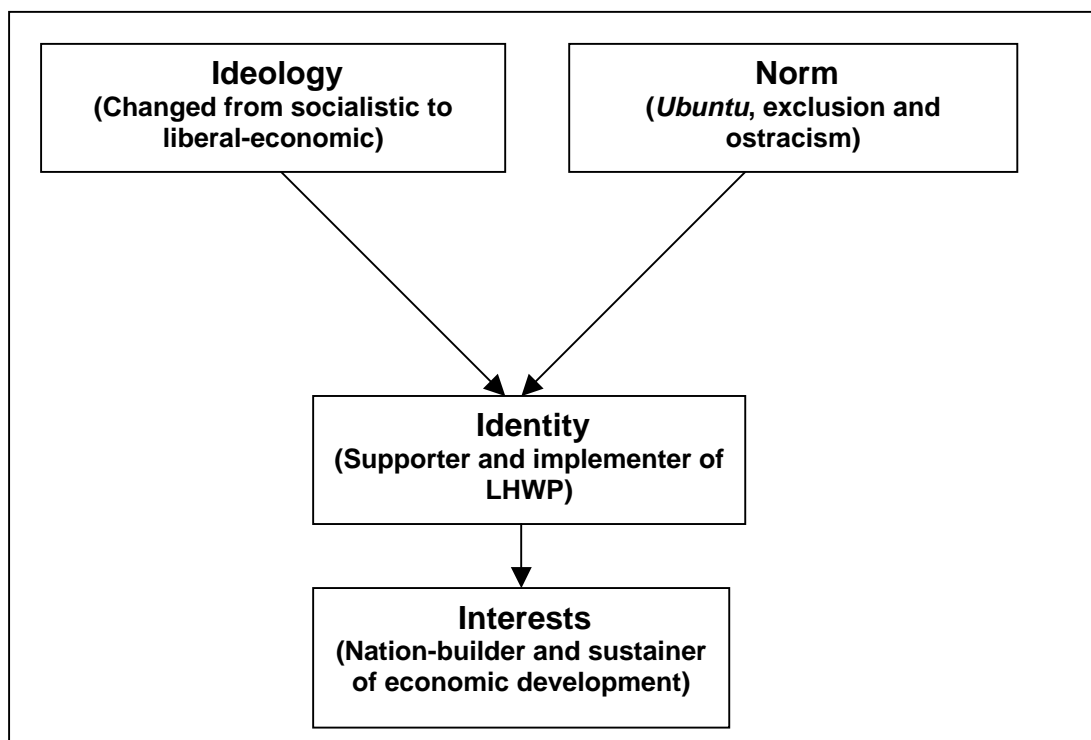 Ideology
(Changed from socialistic to
liberal-economic)
Norm
(Ubuntu, exclusion and
ostracism)
Identity
(Supporter and implementer of
LHWP)
Interests
(Nation-builder and sustainer
of economic development)